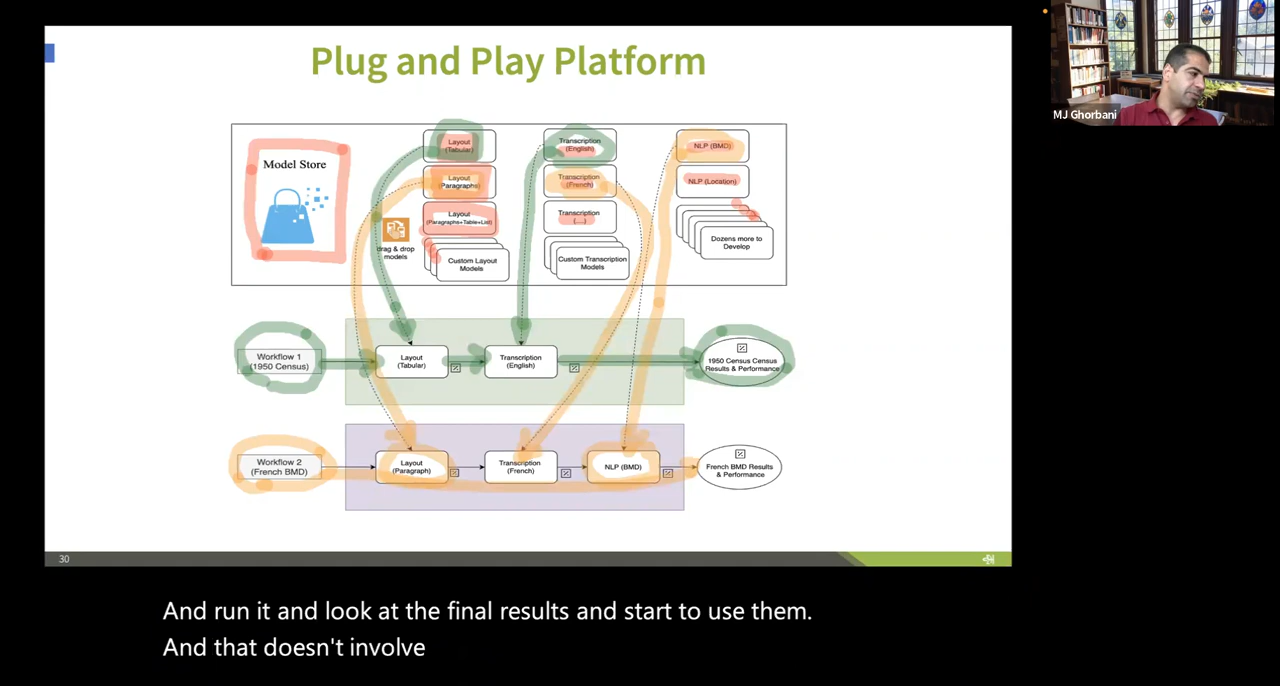 Plug and Play Platform
MJ Ghorbani
Model Store
drag & drop
models
Layout
(Tabular)
Layout
(Paragraphs)
Layout
(Paragraphs+Table+List)
Custom Layout
Models
Transcription
(English)
Transcription
(French)
Transcription
(....)
Custom Transcription
Models
NLP (BMD)
NLP (Location)
Dozens more to
Develop
Workflow 1
(1950 Census)
Layout
(Tabular)
Transcription
(English)
1950 Census Census
Results & Performance
Workflow 2
(French BMD)
Layout
(Paragraph)
Transcription
(French)
NLP (BMD)
French BMD Results
& Performance
30
And run it and look at the final results and start to use them.
And that doesn't involve